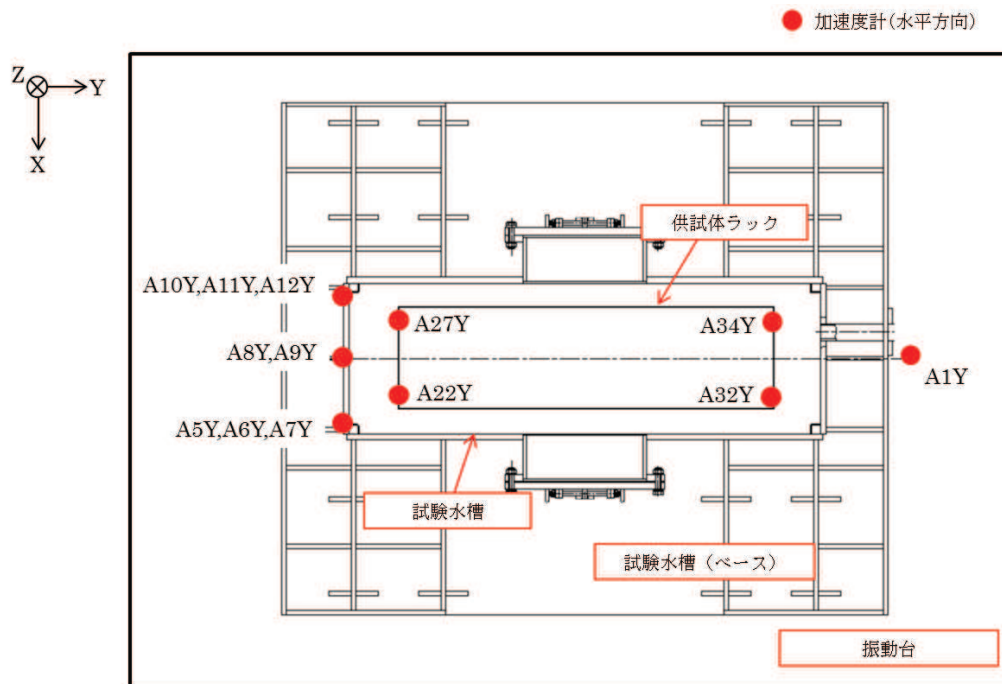 加速度計(水平方向)
Z
Y
X
供試体ラック
A10Y,A11Y,A12Y
A27Y
A34Y
A8Y,A9Y
A1Y
A22Y
A32Y
A5Y,A6Y,A7Y
試験水槽
試験水槽（ベース）
振動台